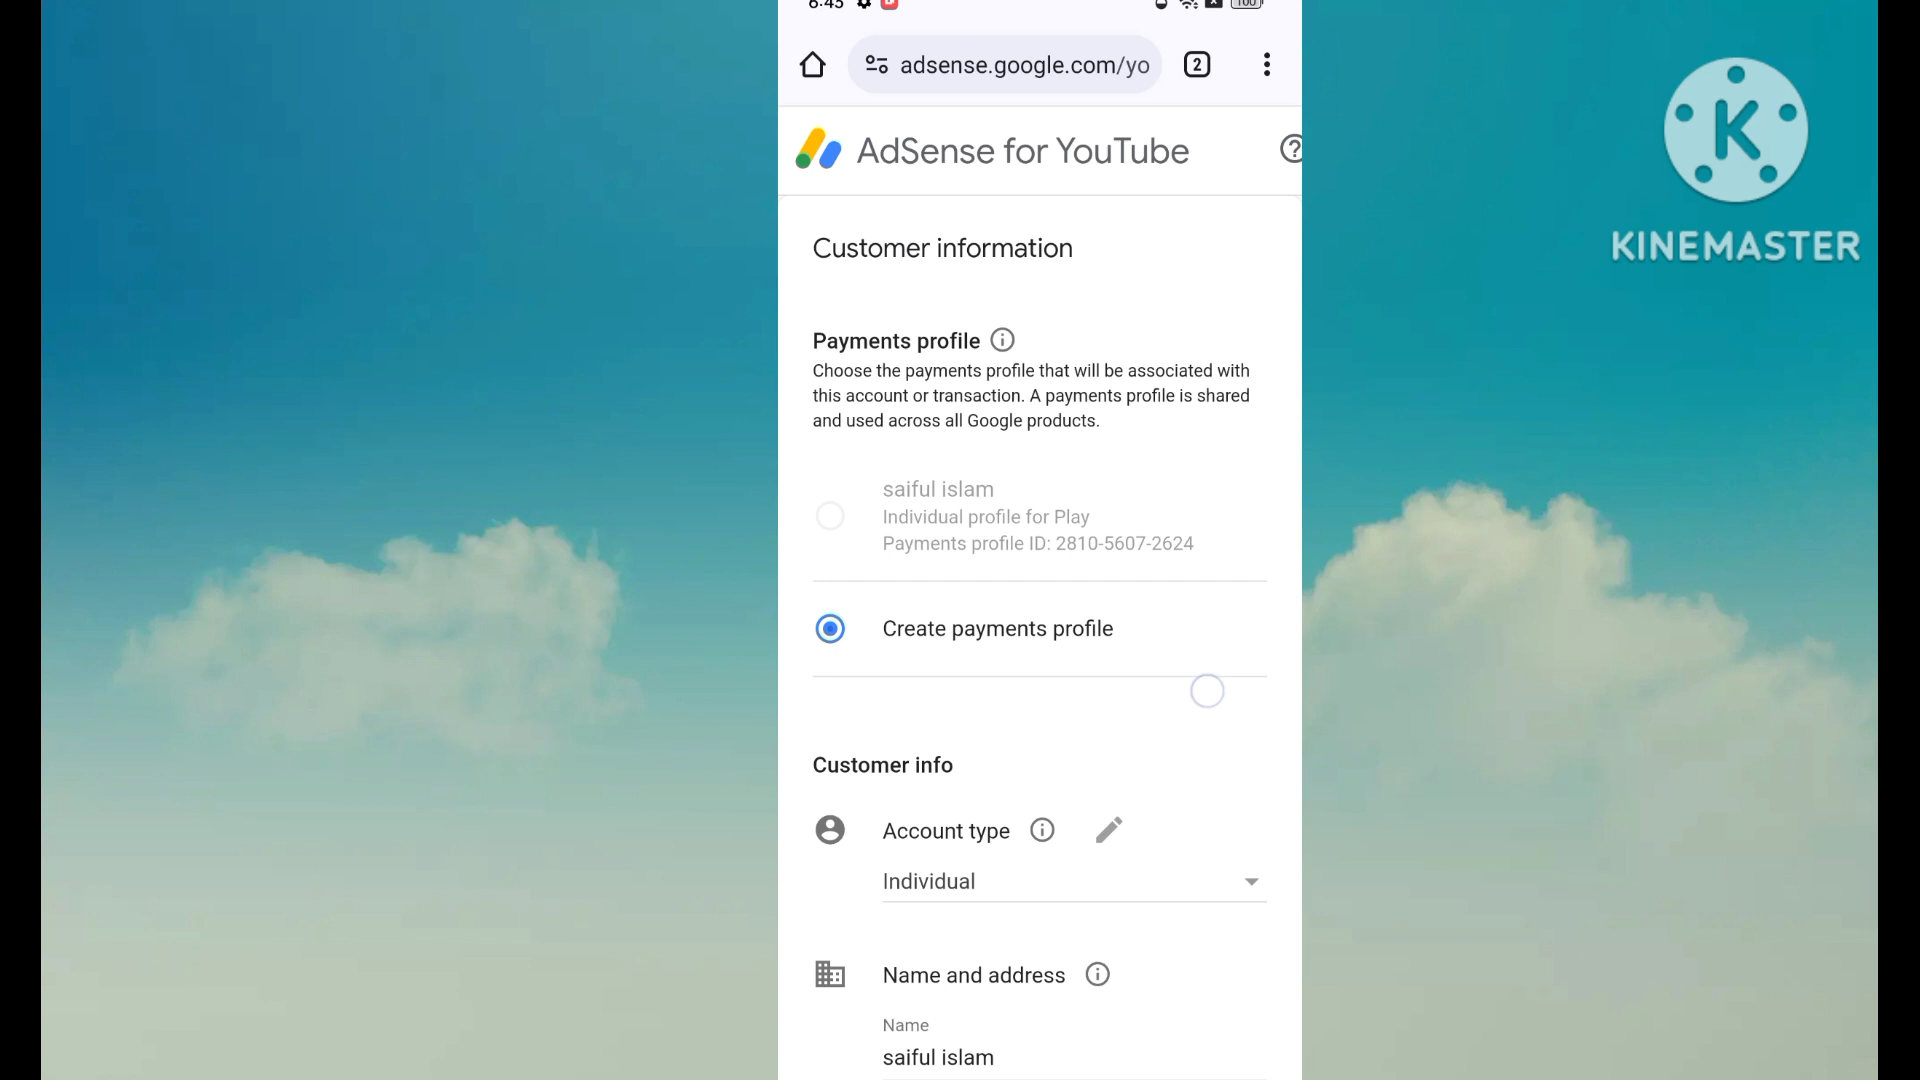 6:45
100
adsense.google.com/yo
2
AdSense for YouTube
Customer information
Payments profile
Choose the payments profile that will be associated with
this account or transaction. A payments profile is shared
and used across all Google products.
saiful islam
Individual profile for Play
Payments profile ID: 2810-5607-2624
Create payments profile
Customer info
Account type
Individual
Name and address
Name
saiful islam
K
KINEMASTER